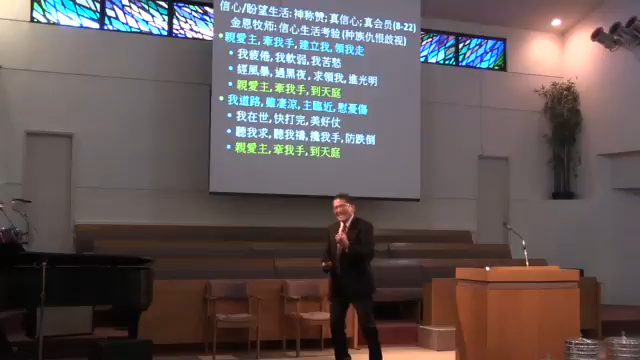 信心/盼望生活: 神称赞; 真信心; 真会员(8-22)
金恩牧师: 信心生活考验 (种族仇恨歧视)
親愛主, 牽我手, 建立我, 領我走
我疲倦, 我軟弱, 我苦愁
經風暴, 過黑夜, 求領我, 進光明
親愛主, 牽我手, 到天庭
我道路, 雖凄涼, 主臨近, 慰憂傷
我在世, 快打完, 美好仗
聽我求, 聽我禱, 攙我手, 防跌倒
親愛主, 牽我手, 到天庭